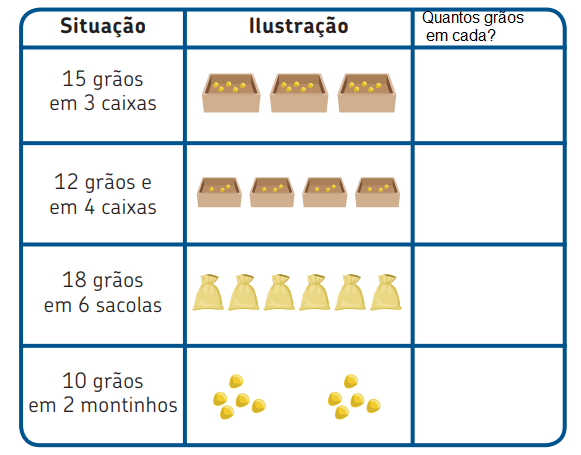 Situação
Ilustração
Quantos grãos
em cada?
15 grãos
em 3 caixas
12 grãos e
em 4 caixas
18 grãos
em 6 sacolas
10 grãos
em 2 montinhos